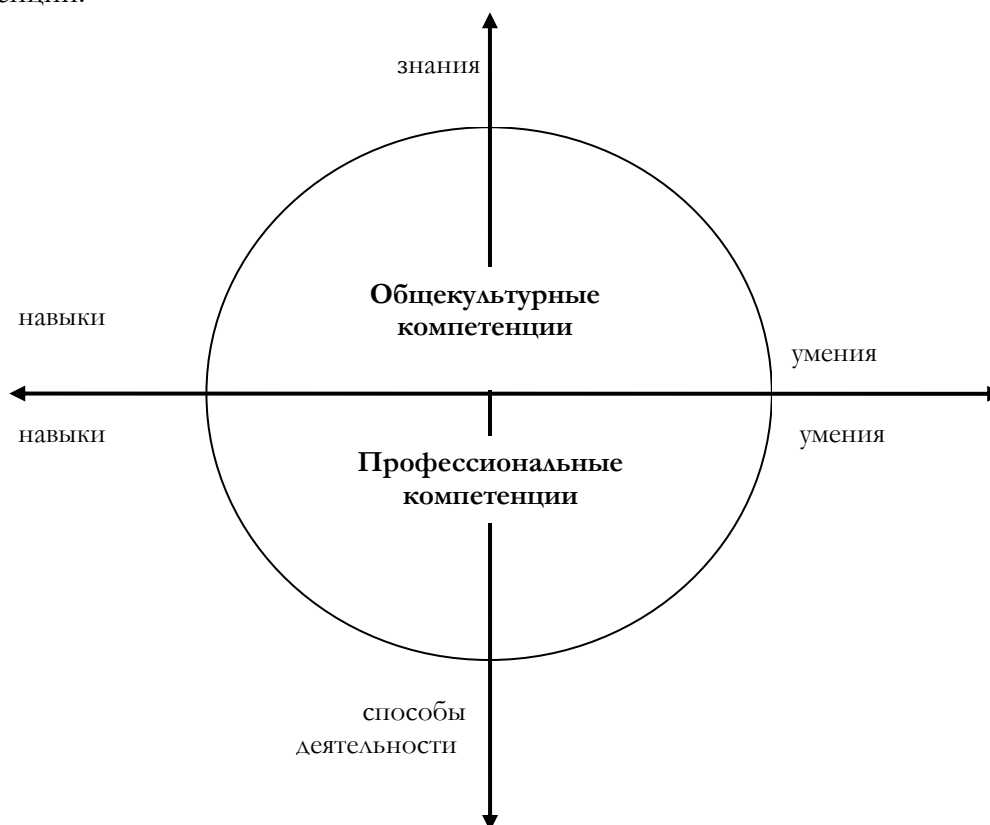 знания
Общекультурные
компетенции
навыки
умения
навыки
умения
Профессиональные
компетенции
способы
деятельности